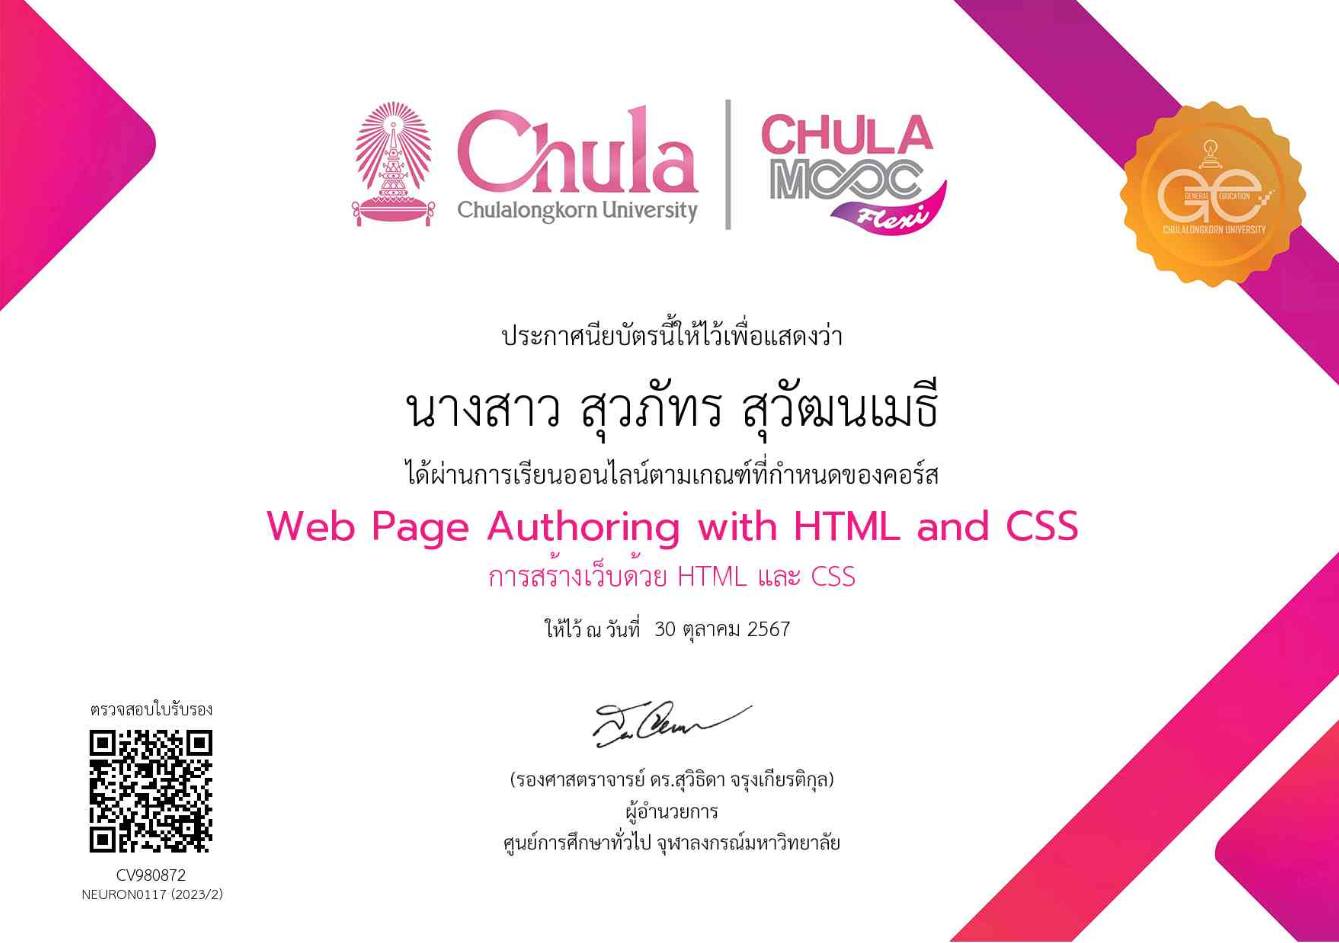 Chula
Chulalongkorn University
CHULA
MOOC
Flexi
GE
GENERAL EDUCATION
CHULALONGKORN UNIVERSITY
ประกาศนียบัตรนี้ให้ไว้เพื่อแสดงว่า
นางสาว สุวภัทร สุวัฒนเมธี
ได้ผ่านการเรียนออนไลน์ตามเกณฑ์ที่กำหนดของคอร์ส
Web Page Authoring with HTML and CSS
การสร้างเว็บด้วย HTML และ CSS
ให้ไว้ ณ วันที่ 30 ตุลาคม 2567
(รองศาสตราจารย์ ดร.สุวิธิดา จรุงเกียรติกุล)
ผู้อำนวยการ
ศูนย์การศึกษาทั่วไป จุฬาลงกรณ์มหาวิทยาลัย
ตรวจสอบใบรับรอง
CV980872
NEURON0117 (2023/2)